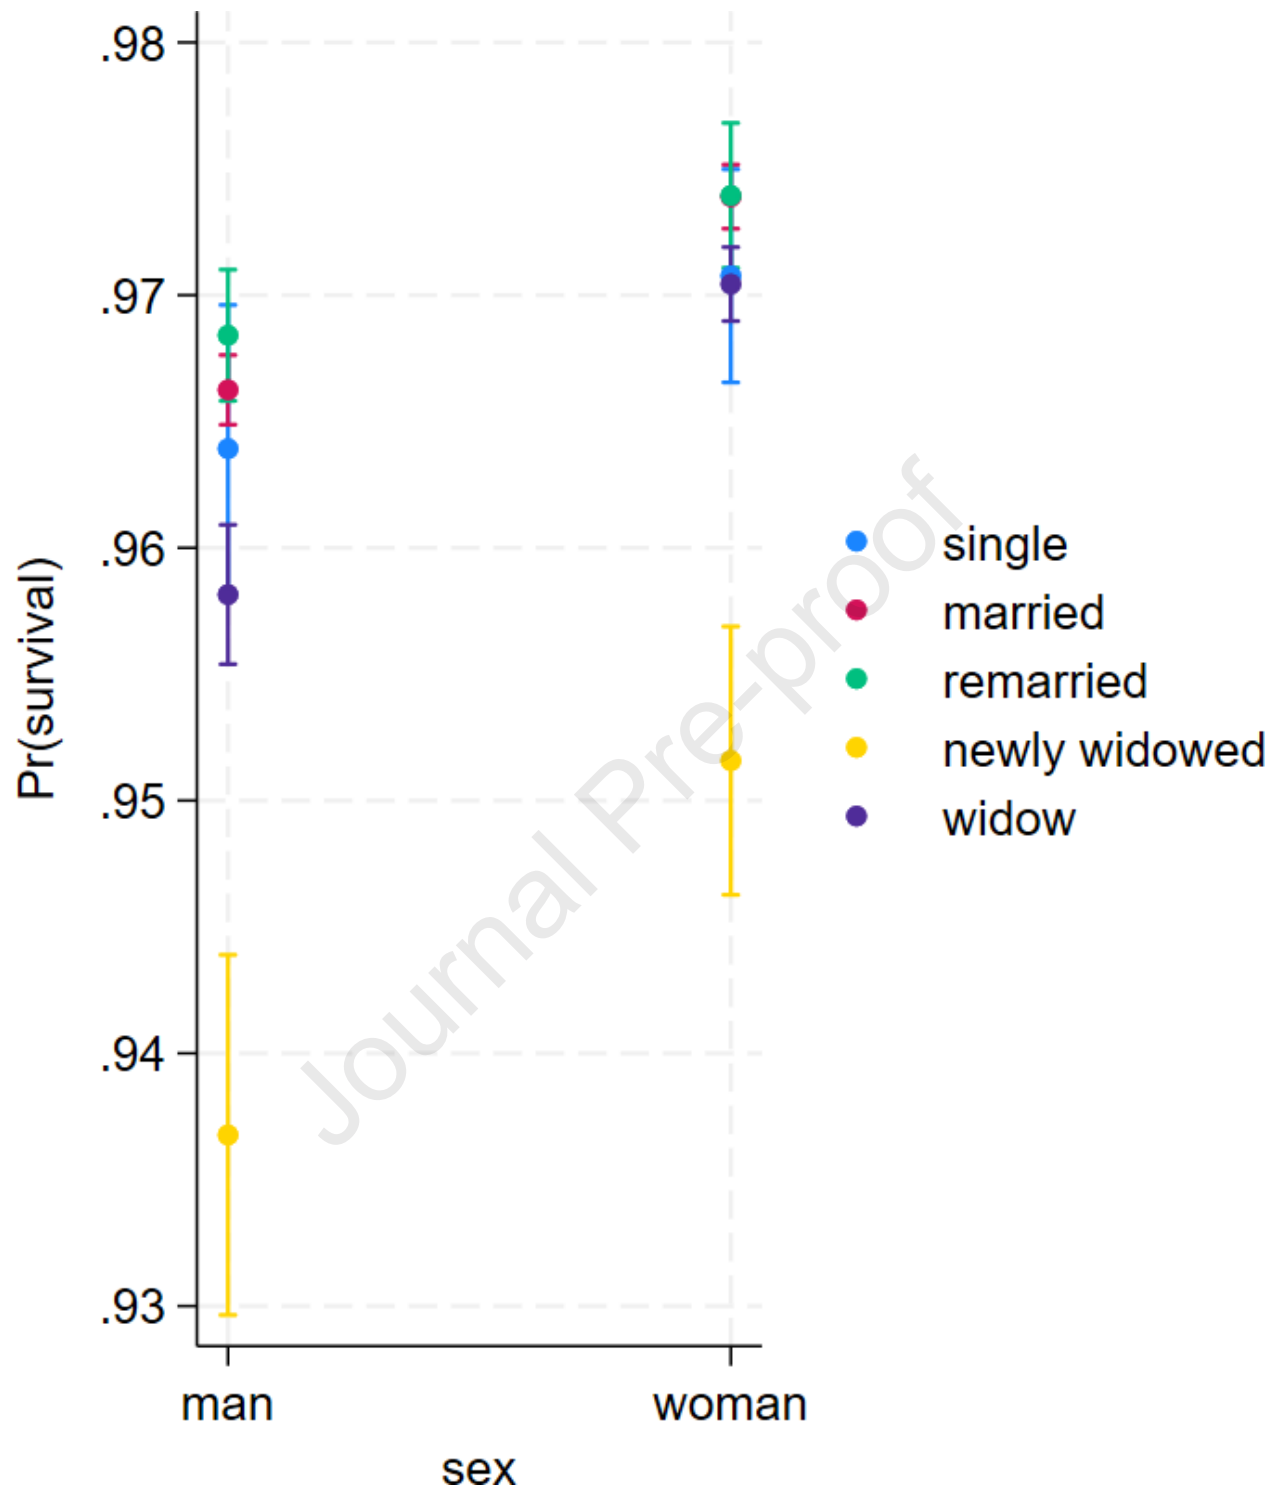 .98
.97
.96
.95
.94
.93
Pr(survival)
man
woman
sex
single
married
remarried
newly widowed
widow
Journal Pre-proof